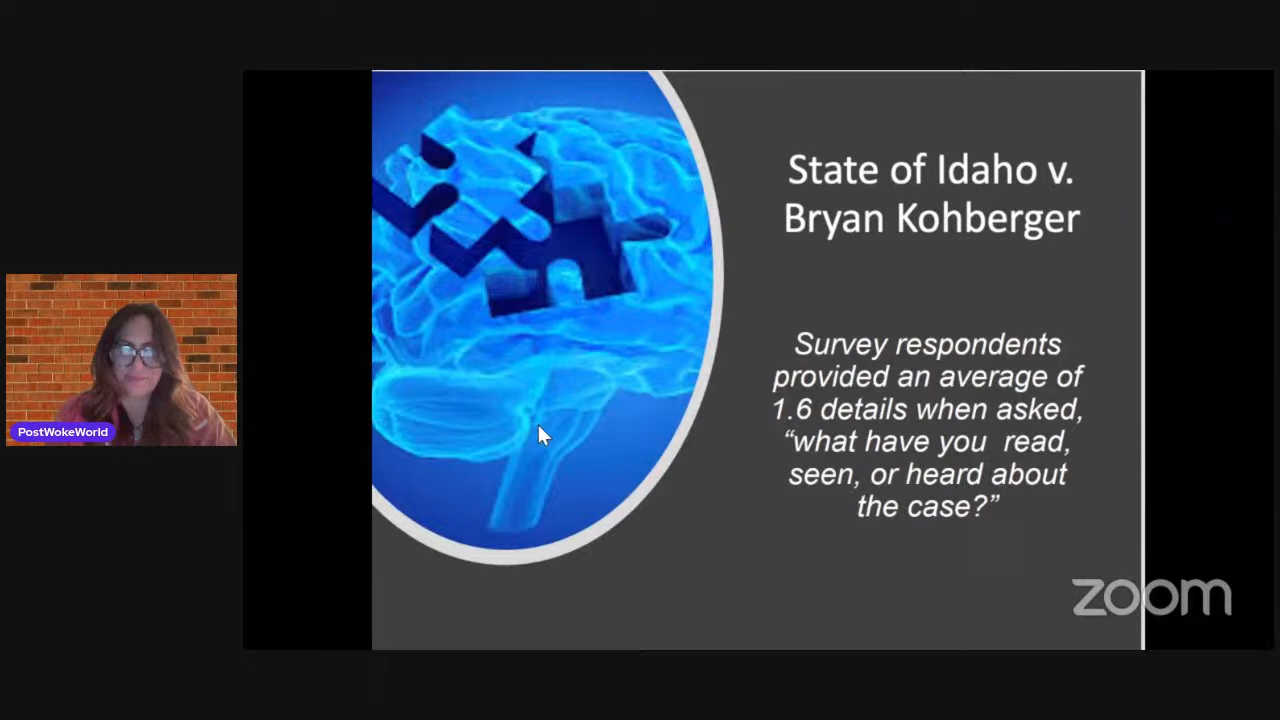 State of Idaho v.
Bryan Kohberger
Survey respondents
provided an average of
1.6 details when asked,
“what have you read,
seen, or heard about
the case?”
PostWokeWorld
zoom